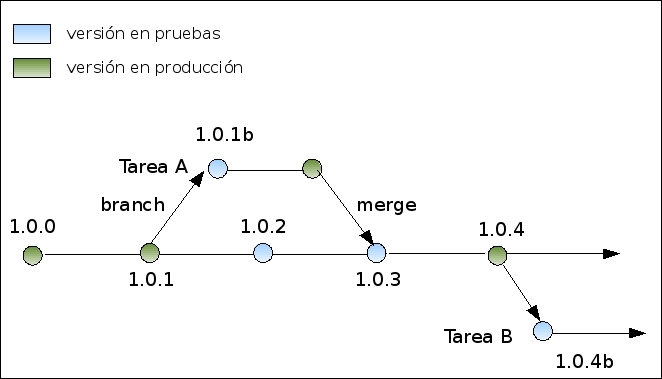 versión en pruebas
versión en producción
1.0.1b
Tarea A
branch
merge
1.0.0
1.0.2
1.0.4
1.0.1
1.0.3
Tarea B
1.0.4b